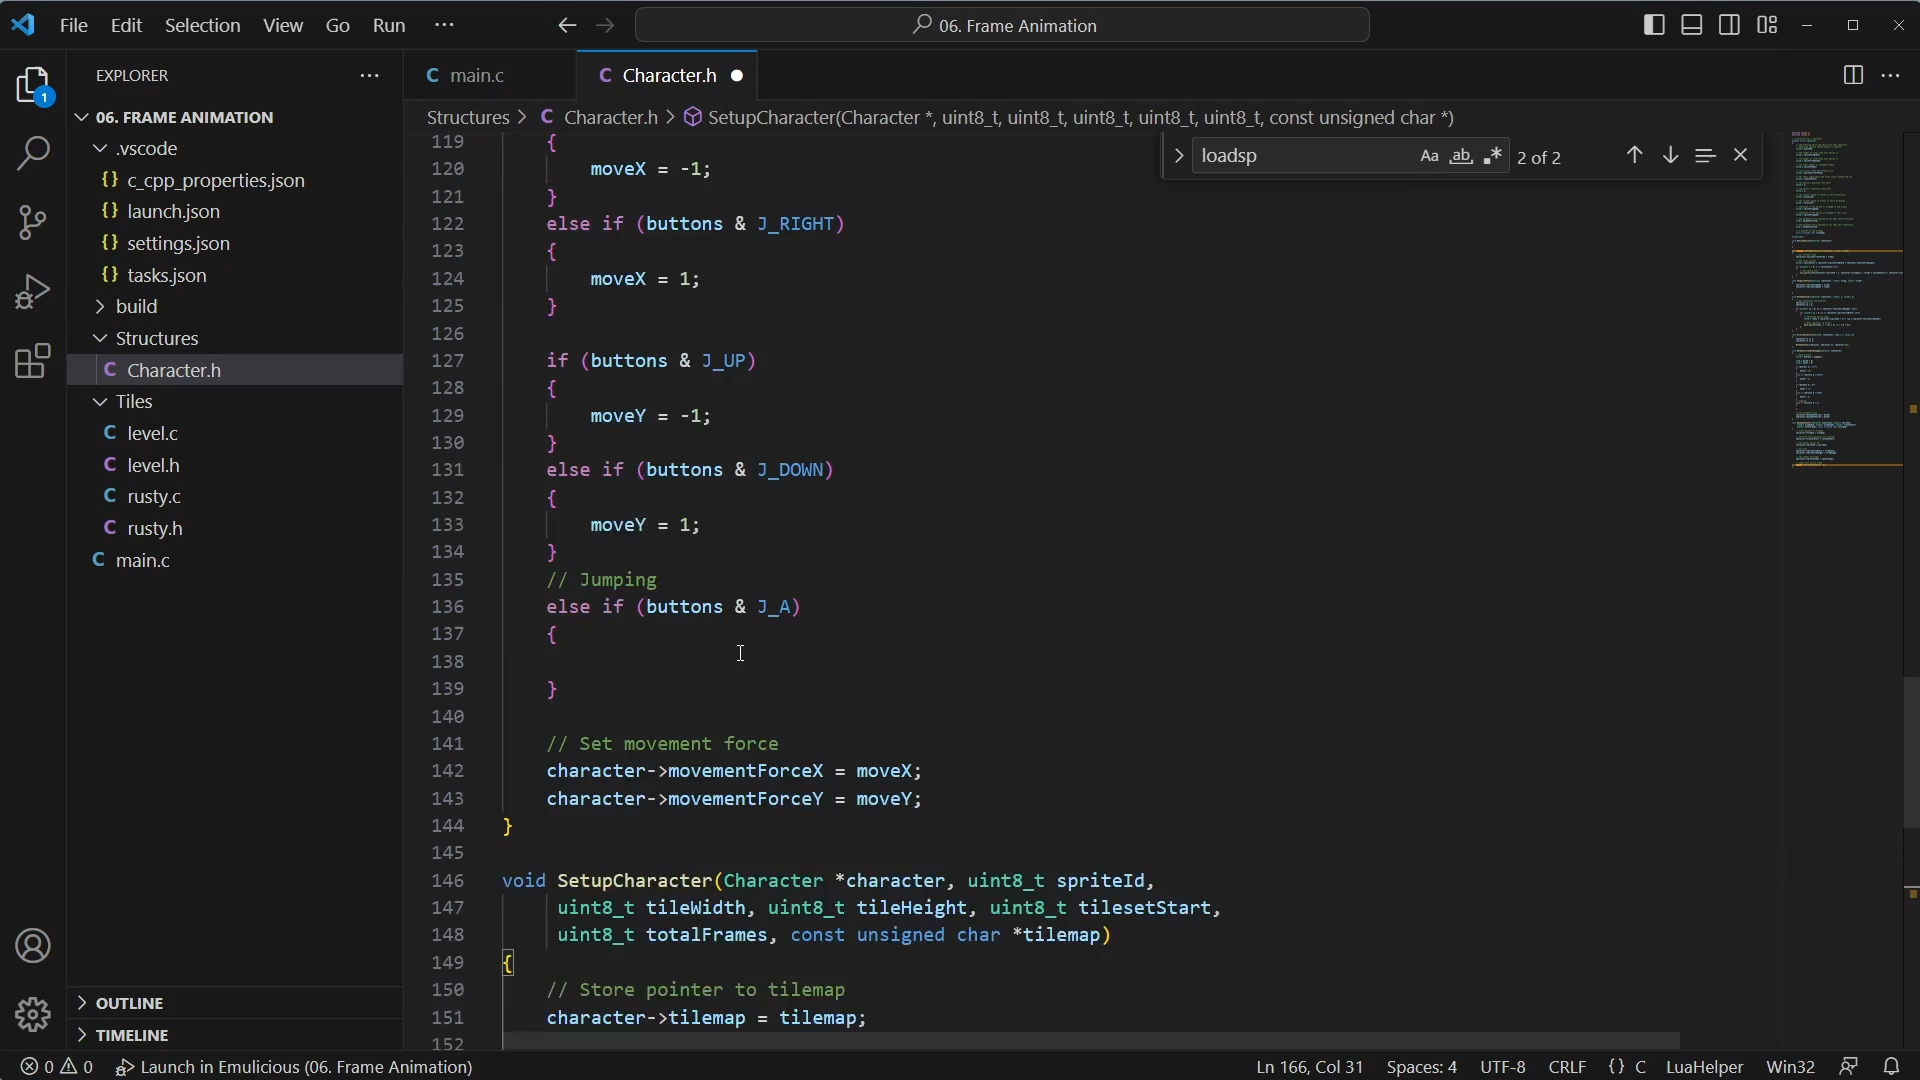 File Edit Selection View Go Run ··· 06. Frame Animation
EXPLORER ···
1
06. FRAME ANIMATION
.vscode
{} c_cpp_properties.json
{} launch.json
{} settings.json
{} tasks.json
build
Structures
C Character.h
Tiles
C level.c
C level.h
C rusty.c
C rusty.h
C main.c
OUTLINE
TIMELINE
C main.c C Character.h
Structures > C Character.h > SetupCharacter(Character *, uint8_t, uint8_t, uint8_t, uint8_t, uint8_t, const unsigned char *)
loadsp Aa ab .* 2 of 2
119 {
120 moveX = -1;
121 }
122 else if (buttons & J_RIGHT)
123 {
124 moveX = 1;
125 }
126
127 if (buttons & J_UP)
128 {
129 moveY = -1;
130 }
131 else if (buttons & J_DOWN)
132 {
133 moveY = 1;
134 }
135 // Jumping
136 else if (buttons & J_A)
137 {
138
139 }
140
141 // Set movement force
142 character->movementForceX = moveX;
143 character->movementForceY = moveY;
144 }
145
146 void SetupCharacter(Character *character, uint8_t spriteId,
147 uint8_t tileWidth, uint8_t tileHeight, uint8_t tilesetStart,
148 uint8_t totalFrames, const unsigned char *tilemap)
149 {
150 // Store pointer to tilemap
151 character->tilemap = tilemap;
152
0 0 Launch in Emulicious (06. Frame Animation) Ln 166, Col 31 Spaces: 4 UTF-8 CRLF {} C LuaHelper Win32